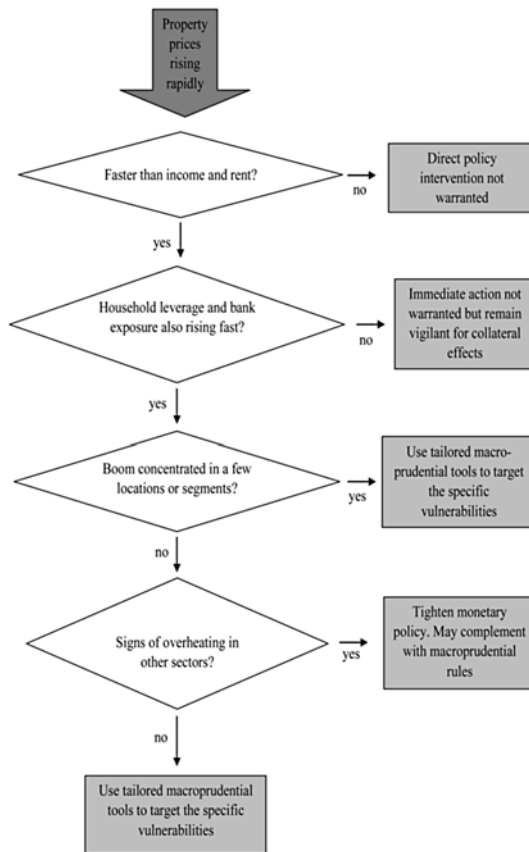 Property
prices
rising
rapidly
Faster than income and rent?
no
Direct policy
intervention not
warranted
yes
Household leverage and bank
exposure also rising fast?
no
Immediate action not
warranted but remain
vigilant for collateral
effects
yes
Boom concentrated in a few
locations or segments?
yes
Use tailored macro-
prudential tools to target
the specific
vulnerabilities
no
Signs of overheating in
other sectors?
yes
Tighten monetary
policy. May complement
with macroprudential
rules
no
Use tailored macroprudential
tools to target the specific
vulnerabilities